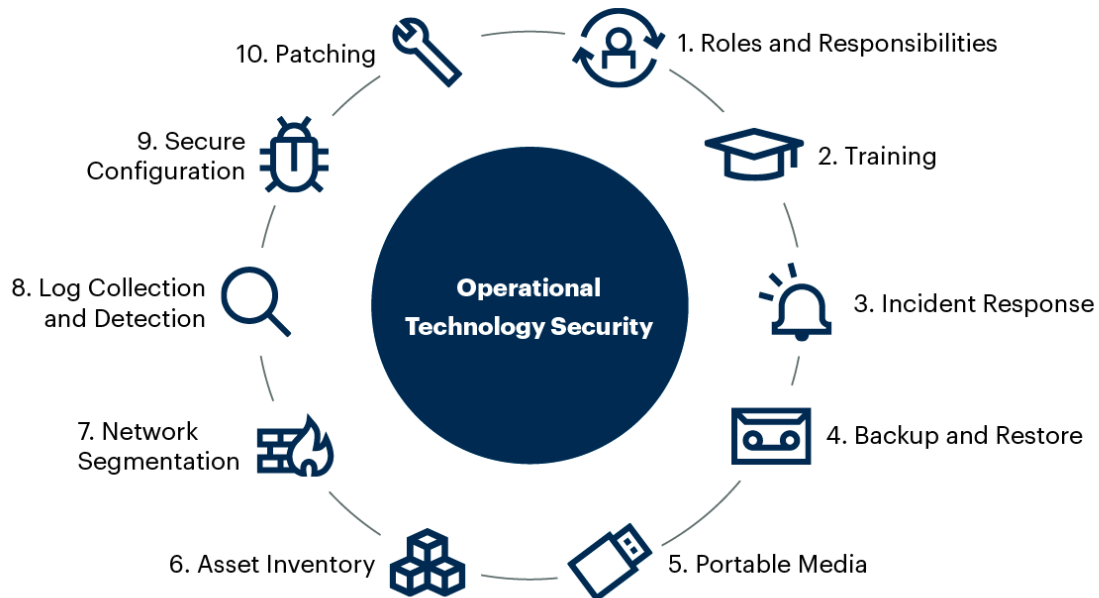 Operational
Technology Security
1. Roles and Responsibilities
2. Training
3. Incident Response
4. Backup and Restore
5. Portable Media
6. Asset Inventory
7. Network
Segmentation
8. Log Collection
and Detection
9. Secure
Configuration
10. Patching